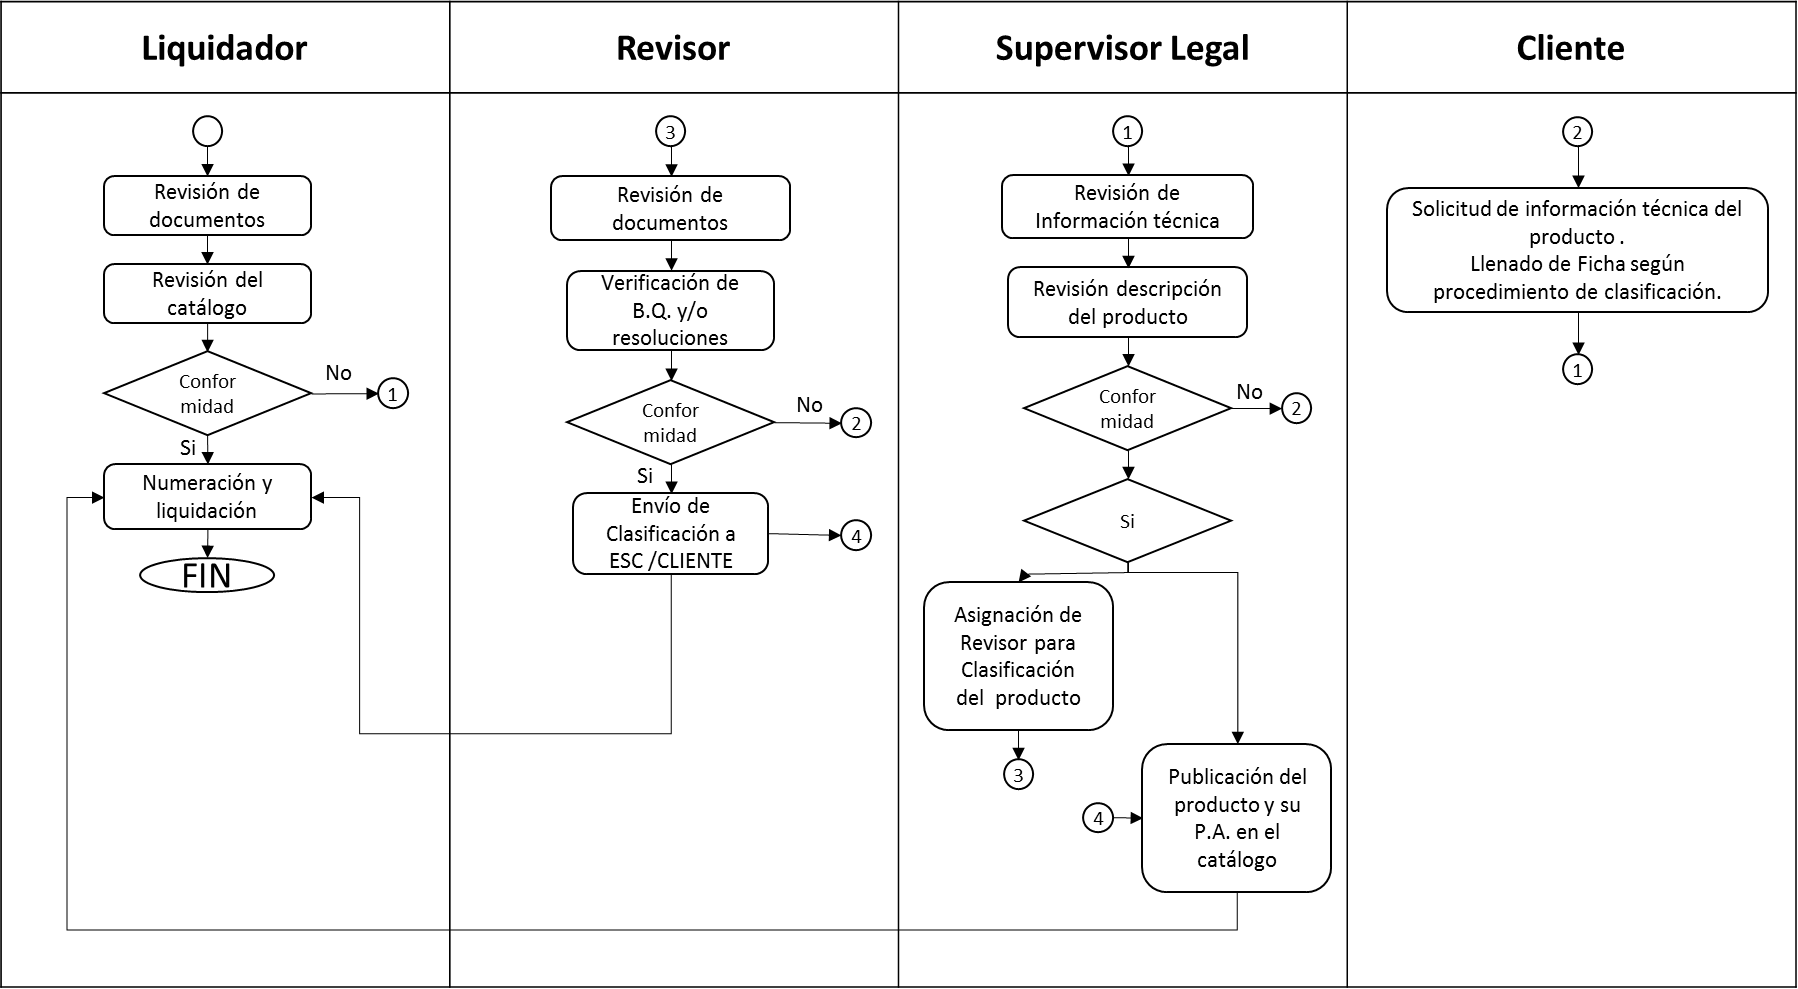 Liquidador
Revisor
Supervisor Legal
Cliente
Revisión de
documentos
Revisión del
catálogo
Confor
midad
No
1
Si
Numeración y
liquidación
FIN
3
Revisión de
documentos
Verificación de
B.Q. y/o
resoluciones
Confor
midad
No
2
Si
Envío de
Clasificación a
ESC /CLIENTE
4
1
Revisión de
Información técnica
Revisión descripción
del producto
Confor
midad
No
2
Si
Asignación de
Revisor para
Clasificación
del producto
3
4
Publicación del
producto y su
P.A. en el
catálogo
2
Solicitud de información técnica del
producto .
Llenado de Ficha según
procedimiento de clasificación.
1